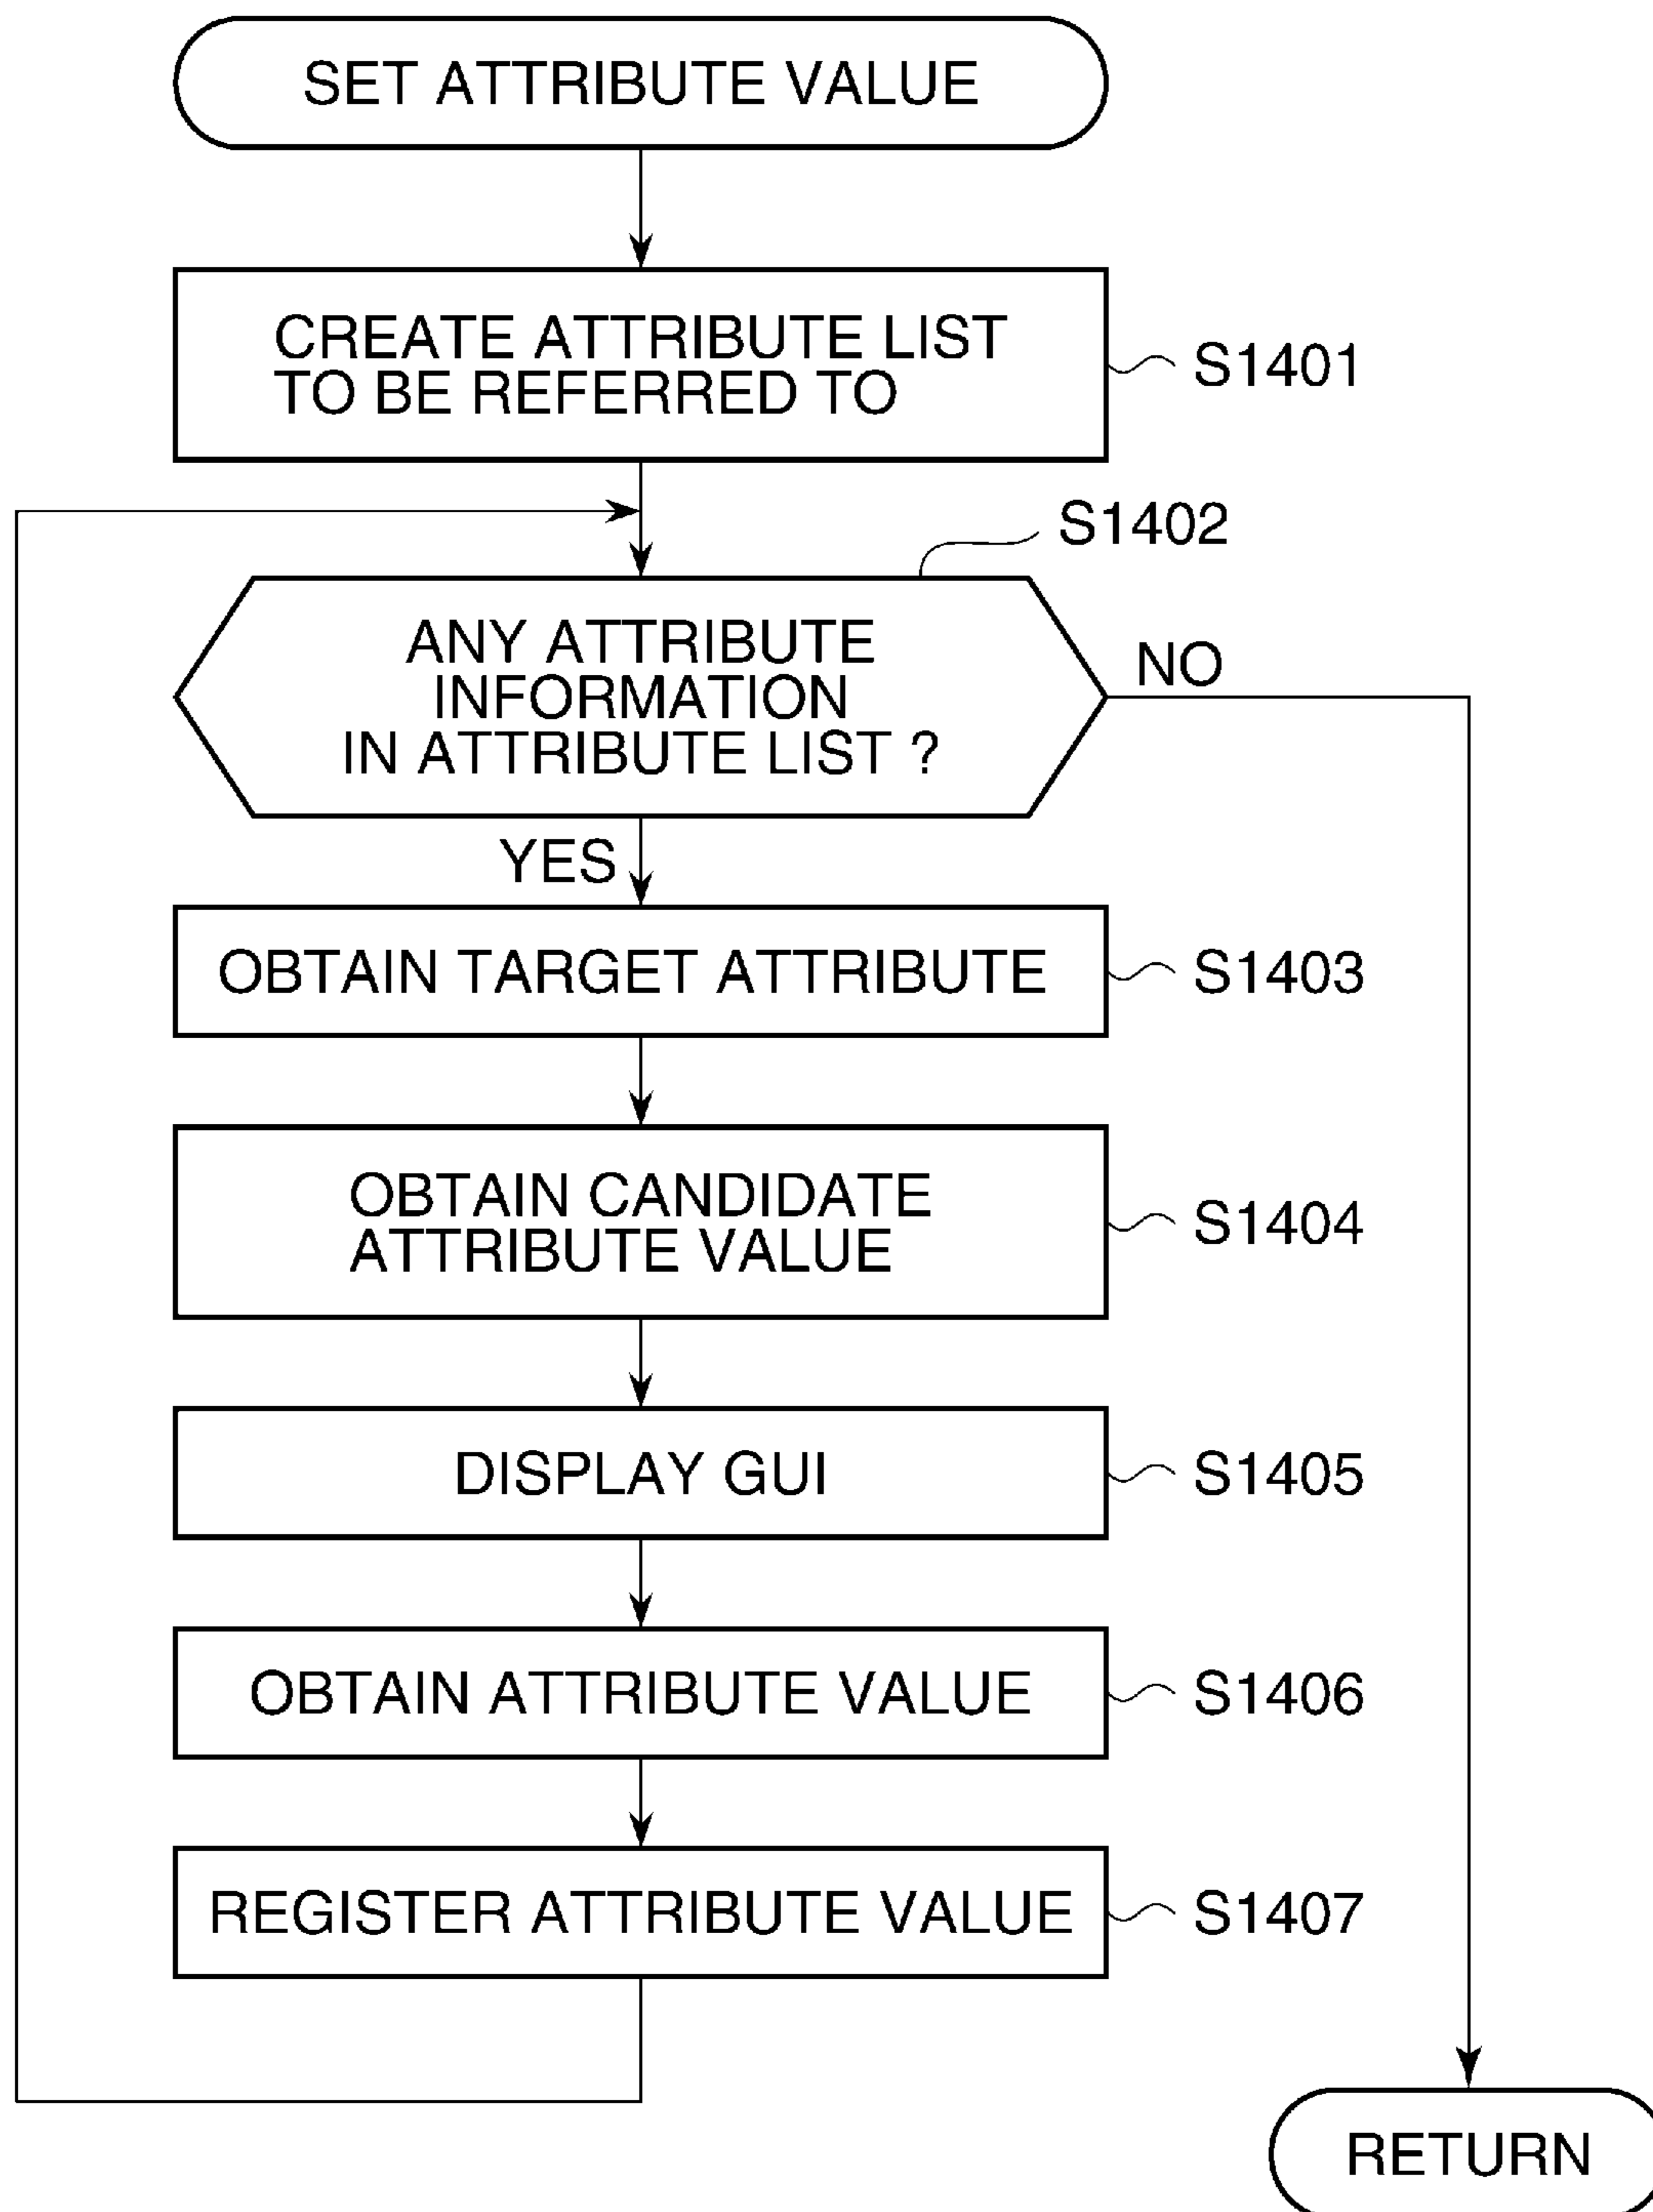 SET ATTRIBUTE VALUE
CREATE ATTRIBUTE LIST
TO BE REFERRED TO
S1401
S1402
ANY ATTRIBUTE
INFORMATION
IN ATTRIBUTE LIST ?
NO
YES
OBTAIN TARGET ATTRIBUTE
S1403
OBTAIN CANDIDATE
ATTRIBUTE VALUE
S1404
DISPLAY GUI
S1405
OBTAIN ATTRIBUTE VALUE
S1406
REGISTER ATTRIBUTE VALUE
S1407
RETURN